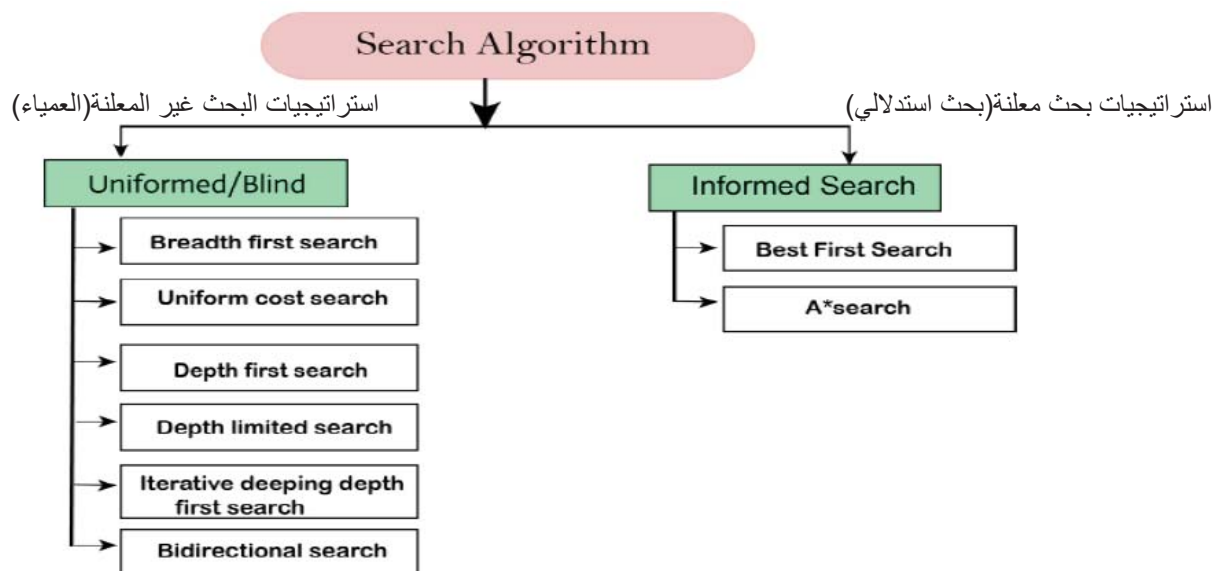 Search Algorithm
استراتيجيات البحث غير المعلنة(العمياء)
استراتيجيات بحث معلنة(بحث استدلالي)
Uniformed/Blind
Breadth first search
Uniform cost search
Depth first search
Depth limited search
Iterative deeping depth
first search
Bidirectional search
Informed Search
Best First Search
A*search